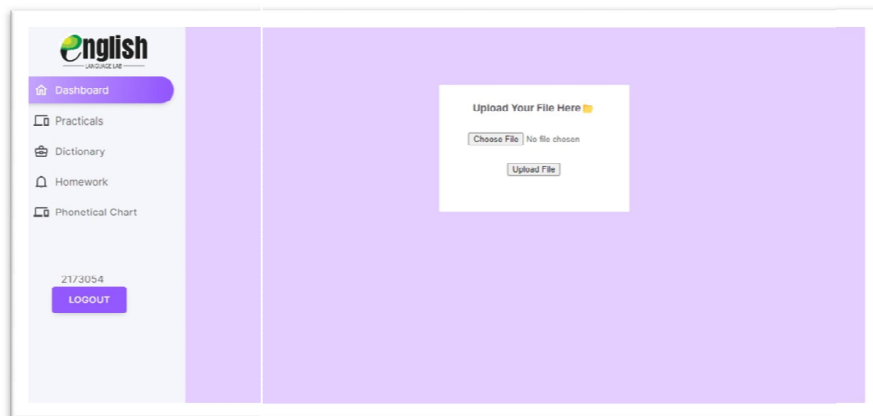 english
LANGUAGE LAB
Dashboard
Practicals
Dictionary
Homework
Phonetical Chart
2173054
LOGOUT
Upload Your File Here
Choose File No file chosen
Upload File